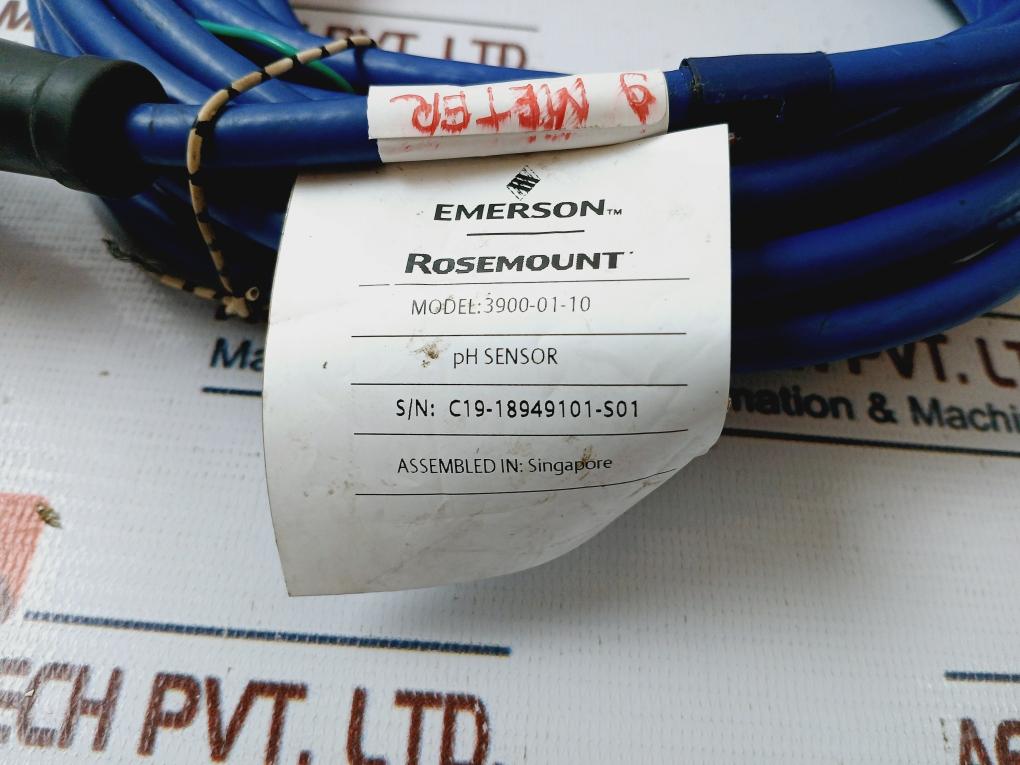 PVT. LTD.
9 METER
EMERSON™
ROSEMOUNT
MODEL: 3900-01-10
pH SENSOR
S/N: C19-18949101-S01
ASSEMBLED IN: Singapore
PVT. LTD
mation & Machi
ECH PVT. LTD.